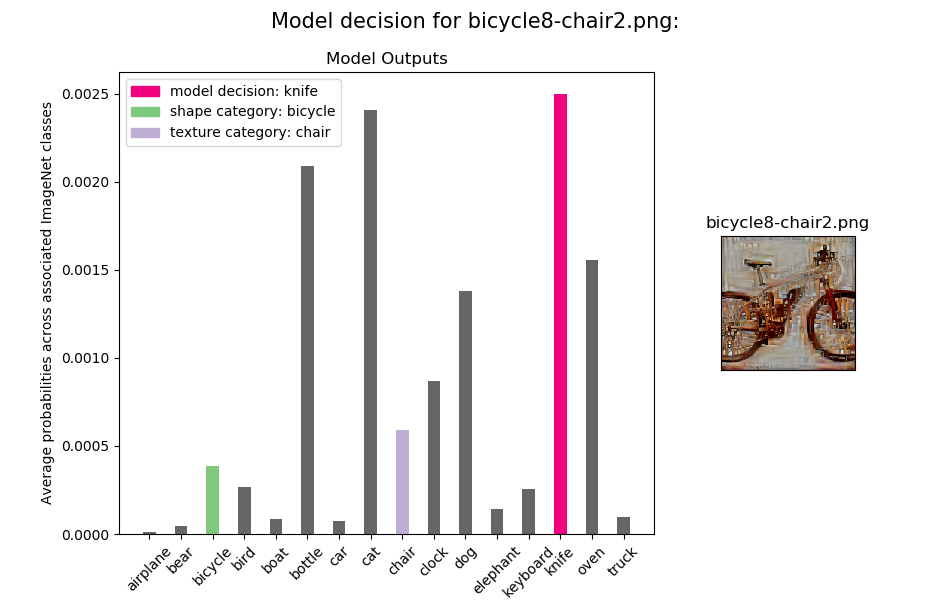 Model decision for bicycle8-chair2.png:
Model Outputs
model decision: knife
shape category: bicycle
texture category: chair
Average probabilities across associated ImageNet classes
0.0025
0.0020
0.0015
0.0010
0.0005
0.0000
airplane
bear
bicycle
bird
boat
bottle
car
cat
chair
clock
dog
elephant
keyboard
knife
oven
truck
bicycle8-chair2.png